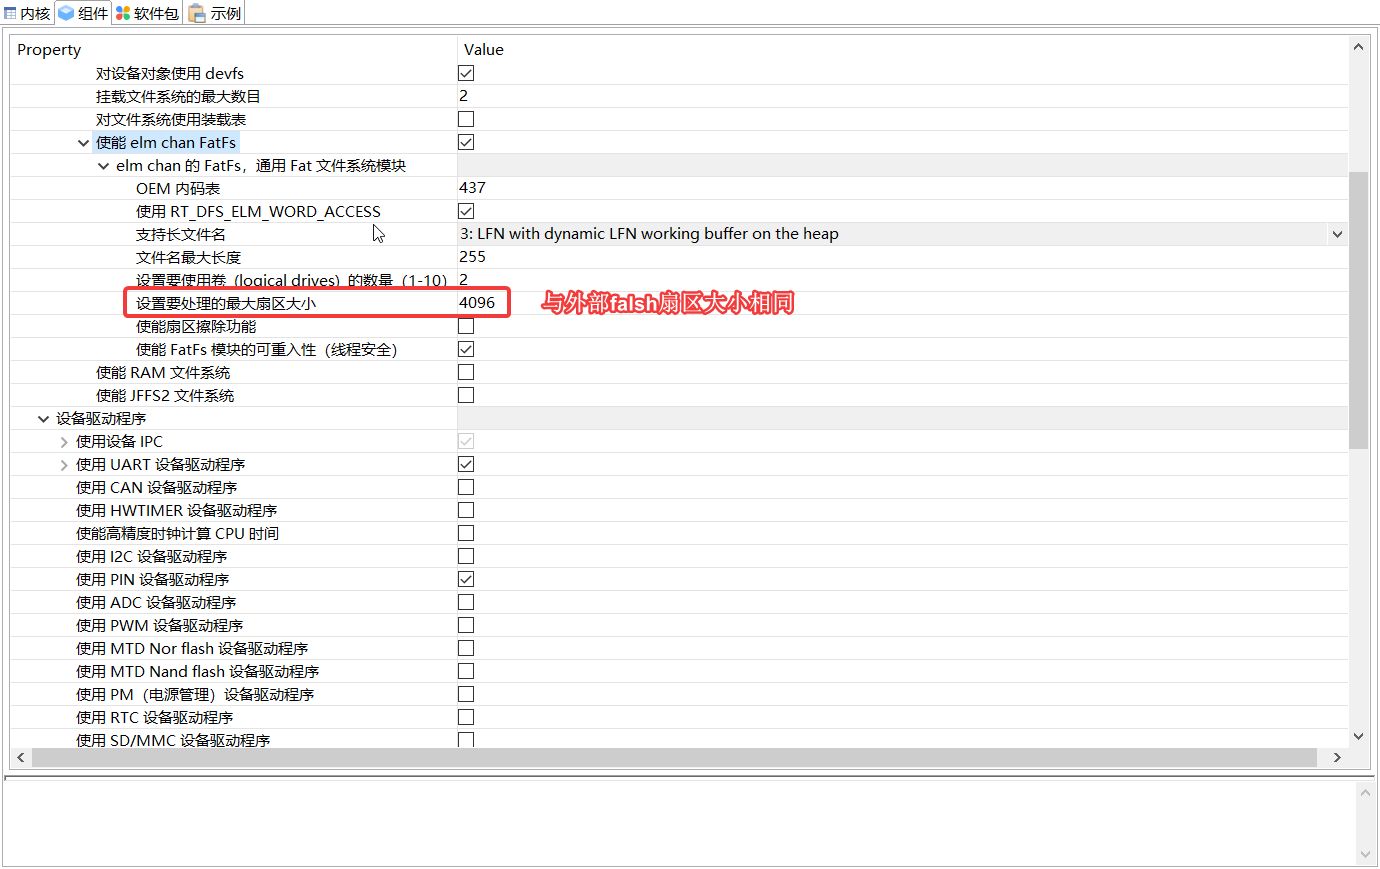 内核 组件 软件包 示例
Property Value
对设备对象使用 devfs
挂载文件系统的最大数目 2
对文件系统使用装载表
使能 elm chan FatFs
elm chan 的 FatFs，通用 Fat 文件系统模块
OEM 内码表 437
使用 RT_DFS_ELM_WORD_ACCESS
支持长文件名 3: LFN with dynamic LFN working buffer on the heap
文件名最大长度 255
设置要使用卷（logical drives）的数量（1-10） 2
设置要处理的最大扇区大小 4096 与外部falsh扇区大小相同
使能扇区擦除功能
使能 FatFs 模块的可重入性（线程安全）
使能 RAM 文件系统
使能 JFFS2 文件系统
设备驱动程序
使用设备 IPC
使用 UART 设备驱动程序
使用 CAN 设备驱动程序
使用 HWTIMER 设备驱动程序
使能高精度时钟计算 CPU 时间
使用 I2C 设备驱动程序
使用 PIN 设备驱动程序
使用 ADC 设备驱动程序
使用 PWM 设备驱动程序
使用 MTD Nor flash 设备驱动程序
使用 MTD Nand flash 设备驱动程序
使用 PM（电源管理）设备驱动程序
使用 RTC 设备驱动程序
使用 SD/MMC 设备驱动程序